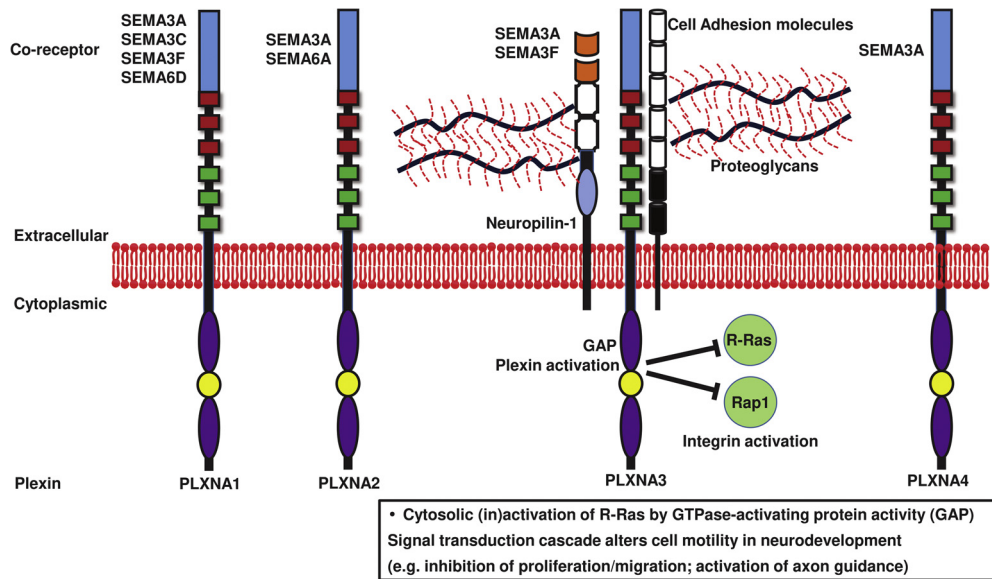 SEMA3A
SEMA3C
SEMA3F
SEMA6D
Co-receptor
SEMA3A
SEMA6A
SEMA3A
SEMA3F
Cell Adhesion molecules
SEMA3A
Proteoglycans
Neuropilin-1
Extracellular
Cytoplasmic
GAP
Plexin activation
R-Ras
Rap1
Integrin activation
Plexin
PLXNA1
PLXNA2
PLXNA3
PLXNA4
• Cytosolic (in)activation of R-Ras by GTPase-activating protein activity (GAP)
Signal transduction cascade alters cell motility in neurodevelopment
(e.g. inhibition of proliferation/migration; activation of axon guidance)